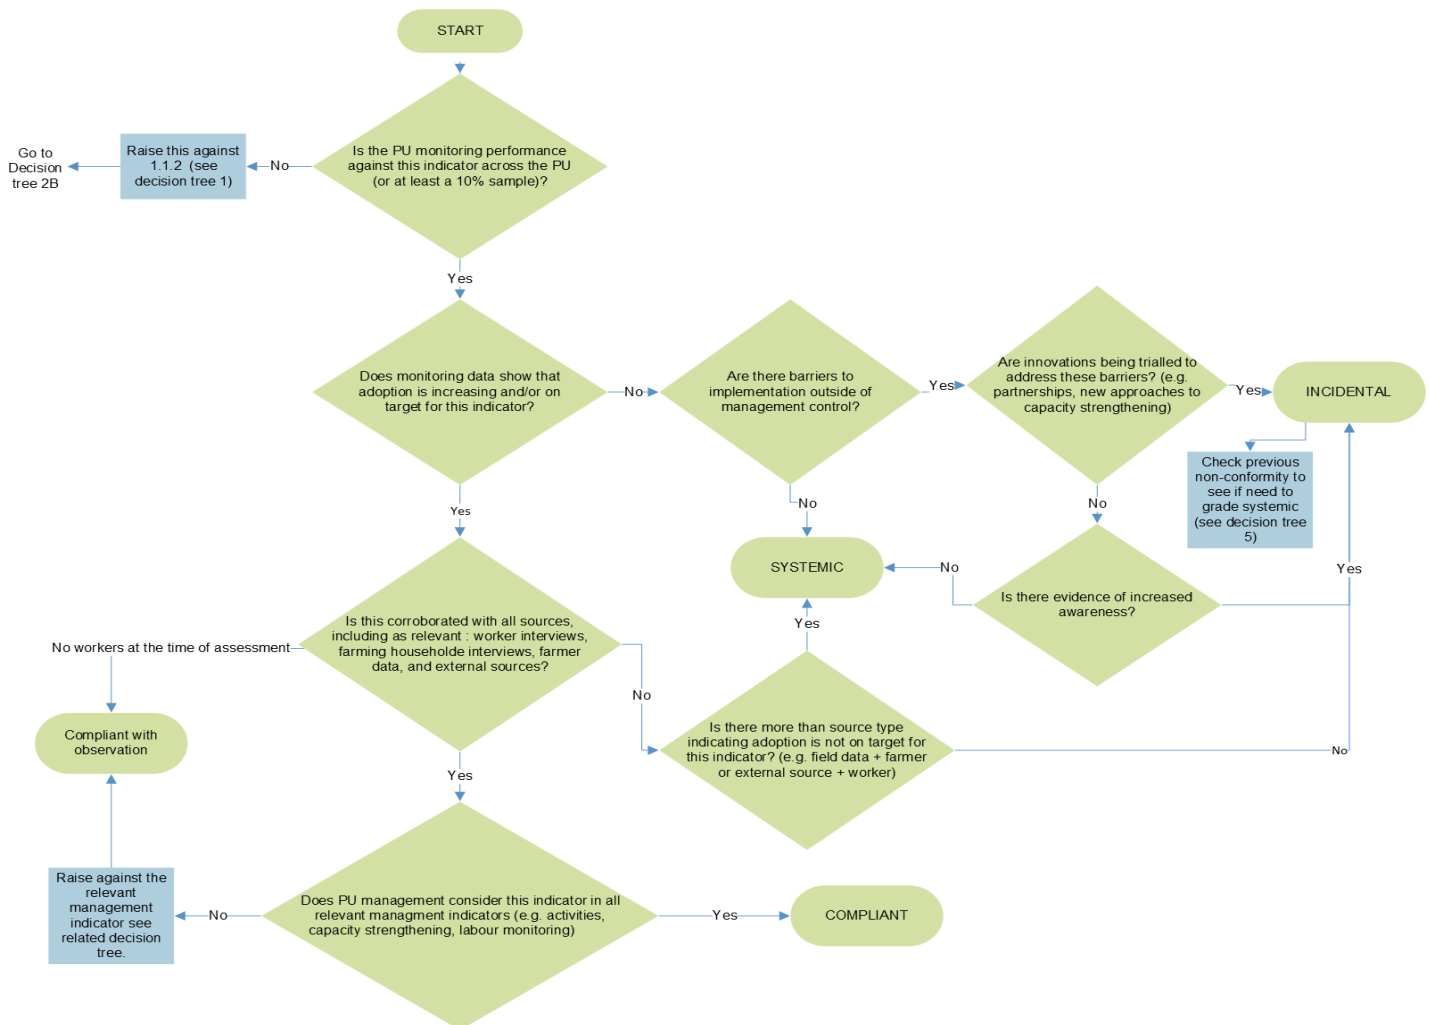 START
Is the PU monitoring performance
against this indicator across the PU
(or at least a 10% sample)?
No
Raise this against
1.1.2 (see
decision tree 1)
Go to
Decision
tree 2B
Yes
Does monitoring data show that
adoption is increasing and/or on
target for this indicator?
No
Are there barriers to
implementation outside of
management control?
Yes
Are innovations being trialled to
address these barriers? (e.g.
partnerships, new approaches to
capacity strengthening)
Yes
INCIDENTAL
Check previous
non-conformity to
see if need to
grade systemic
(see decision tree
5)
No
No
Yes
SYSTEMIC
No
Is there evidence of increased
awareness?
Yes
Yes
Is this corroborated with all sources,
including as relevant : worker interviews,
farming householde interviews, farmer
data, and external sources?
No workers at the time of assessment
Compliant with
observation
No
Is there more than source type
indicating adoption is not on target for
this indicator? (e.g. field data + farmer
or external source + worker)
No
Yes
Does PU management consider this indicator in all
relevant managment indicators (e.g. activities,
capacity strengthening, labour monitoring)
No
Raise against the
relevant
management
indicator see
related decision
tree.
Yes
COMPLIANT